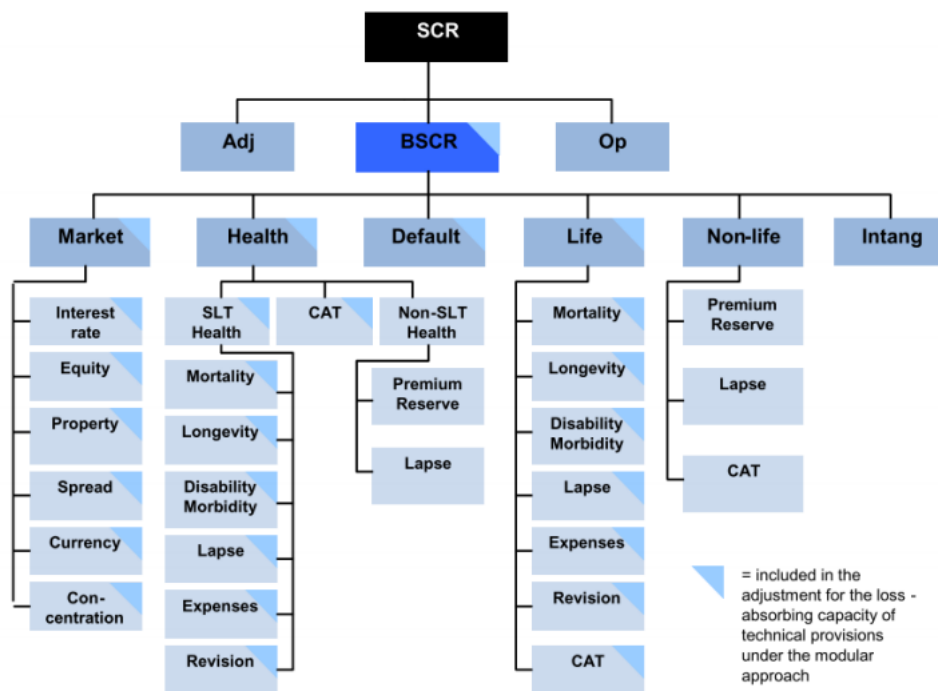 SCR
Adj
BSCR
Op
Market
Health
Default
Life
Non-life
Intang
Interest
rate
Equity
Property
Spread
Currency
Con-
centration
SLT
Health
CAT
Non-SLT
Health
Mortality
Longevity
Disability
Morbidity
Lapse
Expenses
Revision
Premium
Reserve
Lapse
Mortality
Longevity
Disability
Morbidity
Lapse
Expenses
Revision
CAT
Premium
Reserve
Lapse
CAT
= included in the
adjustment for the loss -
absorbing capacity of
technical provisions
under the modular
approach